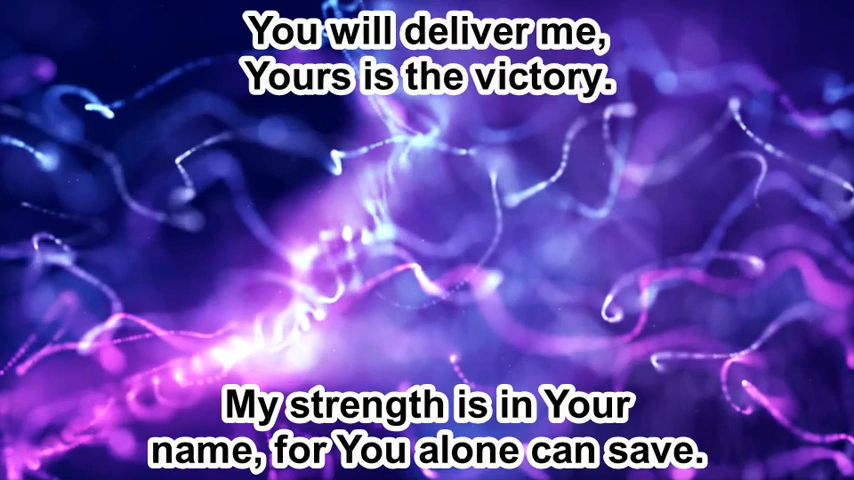 You will deliver me,
Yours is the victory.
My strength is in Your
name, for You alone can save.